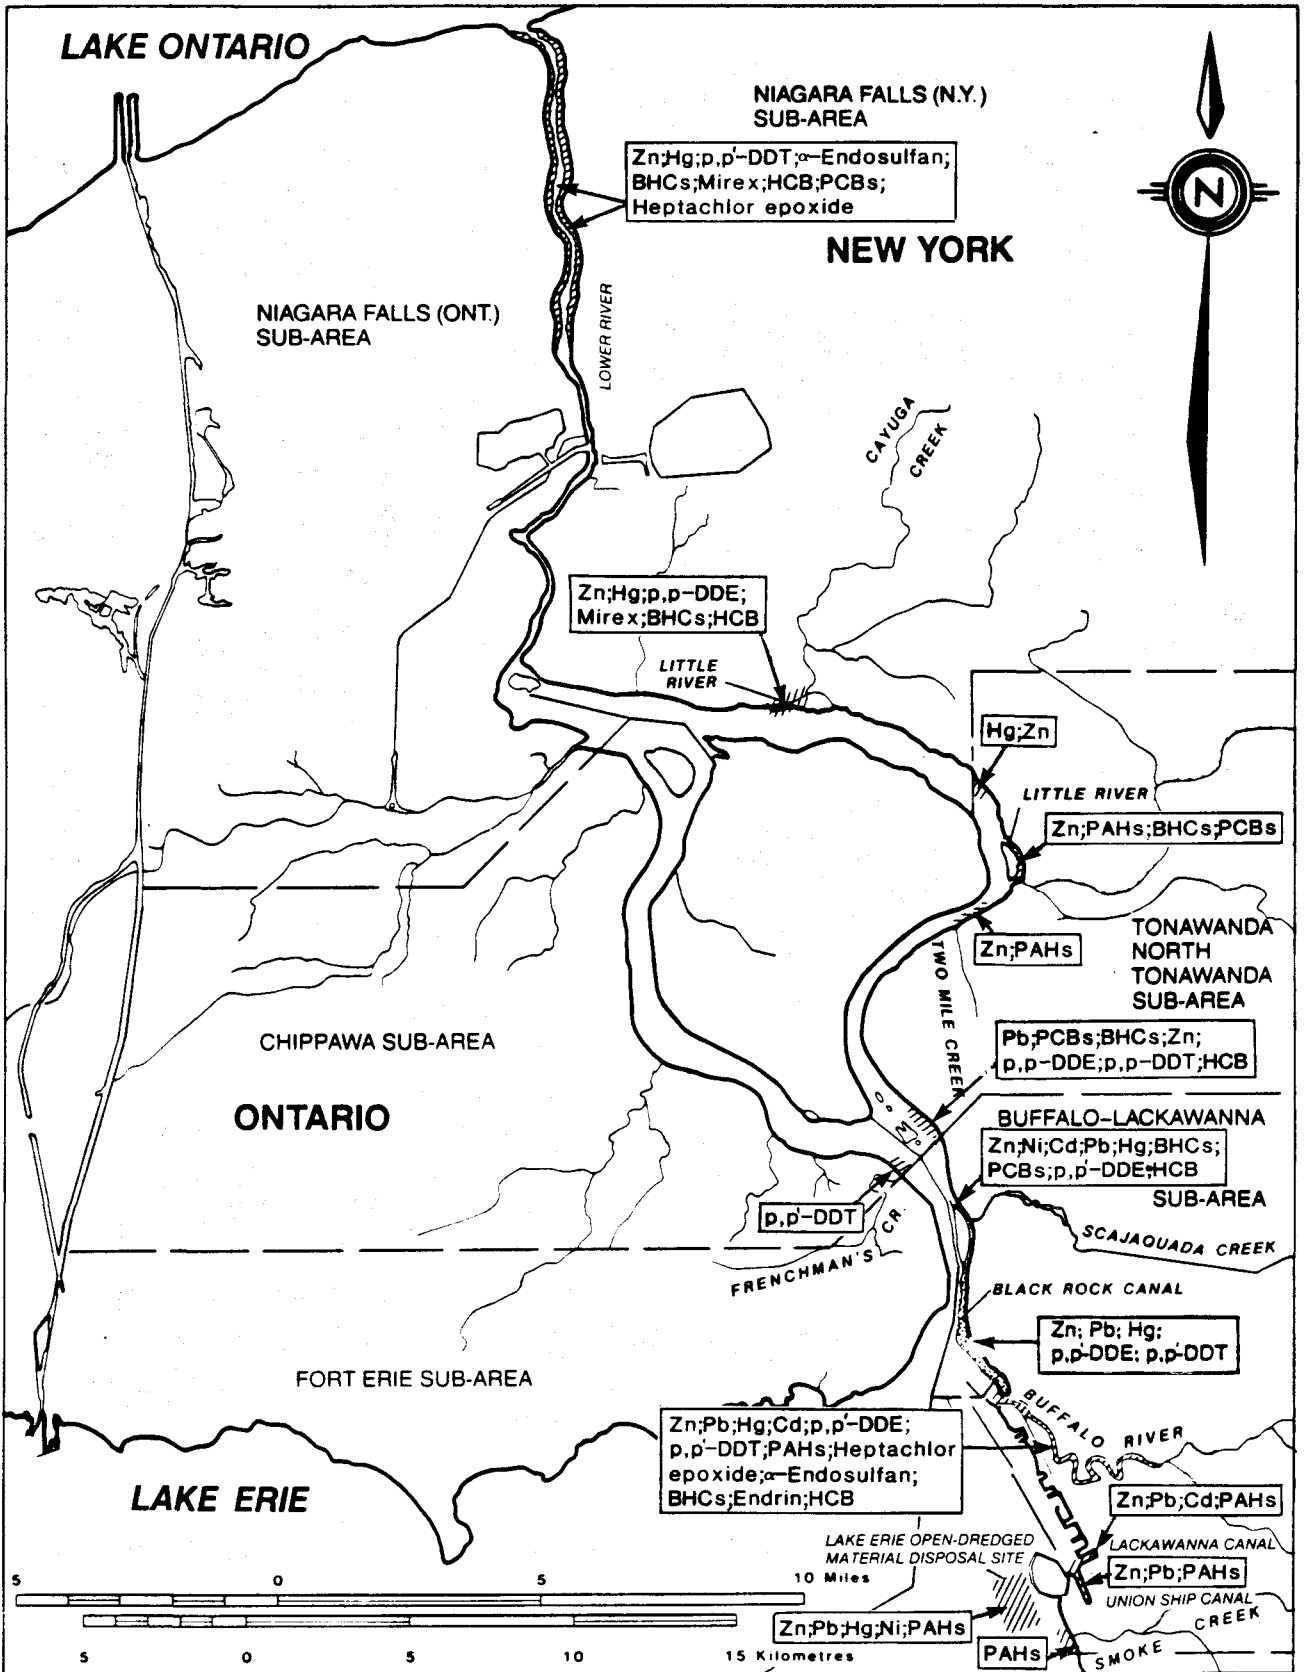 LAKE ONTARIO
NIAGARA FALLS (N.Y.)
SUB-AREA
Zn;Hg;p,p'-DDT;α-Endosulfan;
BHCs;Mirex;HCB;PCBs;
Heptachlor epoxide
N
NEW YORK
NIAGARA FALLS (ONT.)
SUB-AREA
LOWER RIVER
CAYUGA
CREEK
Zn;Hg;p,p-DDE;
Mirex;BHCs;HCB
LITTLE
RIVER
Hg;Zn
LITTLE RIVER
Zn;PAHs;BHCs;PCBs
TONAWANDA
NORTH
TONAWANDA
SUB-AREA
Zn;PAHs
TWO MILE CREEK
CHIPPAWA SUB-AREA
Pb;PCBs;BHCs;Zn;
p,p-DDE;p,p-DDT;HCB
ONTARIO
BUFFALO-LACKAWANNA
Zn;Ni;Cd;Pb;Hg;BHCs;
PCBs;p,p'-DDE;HCB
SUB-AREA
p,p'-DDT
FRENCHMAN'S CR.
SCAJAQUADA CREEK
BLACK ROCK CANAL
Zn; Pb; Hg;
p,p'-DDE; p,p'-DDT
FORT ERIE SUB-AREA
BUFFALO RIVER
Zn;Pb;Hg;Cd;p,p'-DDE;
p,p'-DDT;PAHs;Heptachlor
epoxide;α-Endosulfan;
BHCs;Endrin;HCB
LAKE ERIE
Zn;Pb;Cd;PAHs
LAKE ERIE OPEN-DREDGED
MATERIAL DISPOSAL SITE
LACKAWANNA CANAL
Zn;Pb;PAHs
UNION SHIP CANAL
5 0 5 10 Miles
Zn;Pb;Hg;Ni;PAHs
PAHs
SMOKE CREEK
5 0 5 10 15 Kilometres